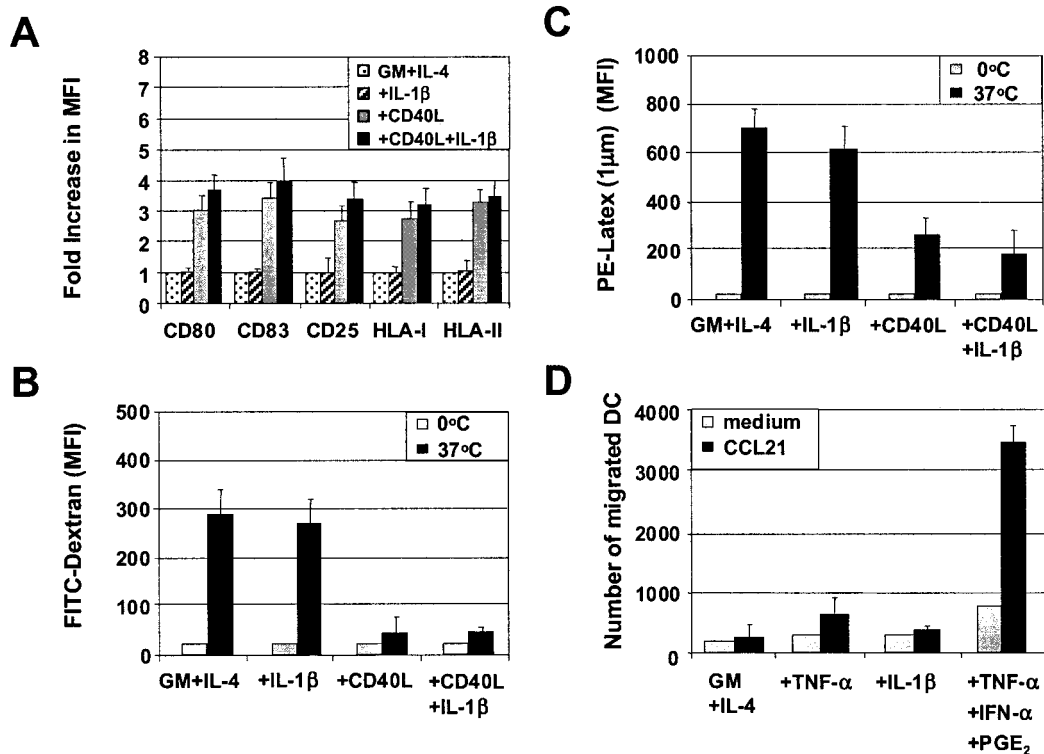 A
Fold Increase in MFI
8
7
6
5
4
3
2
1
0
GM+IL-4
+IL-1β
+CD40L
+CD40L+IL-1β
CD80 CD83 CD25 HLA-I HLA-II
B
FITC-Dextran (MFI)
500
400
300
200
100
0
0°C
37°C
GM+IL-4 +IL-1β +CD40L +CD40L
+IL-1β
C
PE-Latex (1μm) (MFI)
1000
800
600
400
200
0
0°C
37°C
GM+IL-4 +IL-1β +CD40L +CD40L
+IL-1β
D
Number of migrated DC
4000
3000
2000
1000
0
medium
CCL21
GM +TNF-α +IL-1β +TNF-α
+IL-4 +IFN-α
+PGE₂